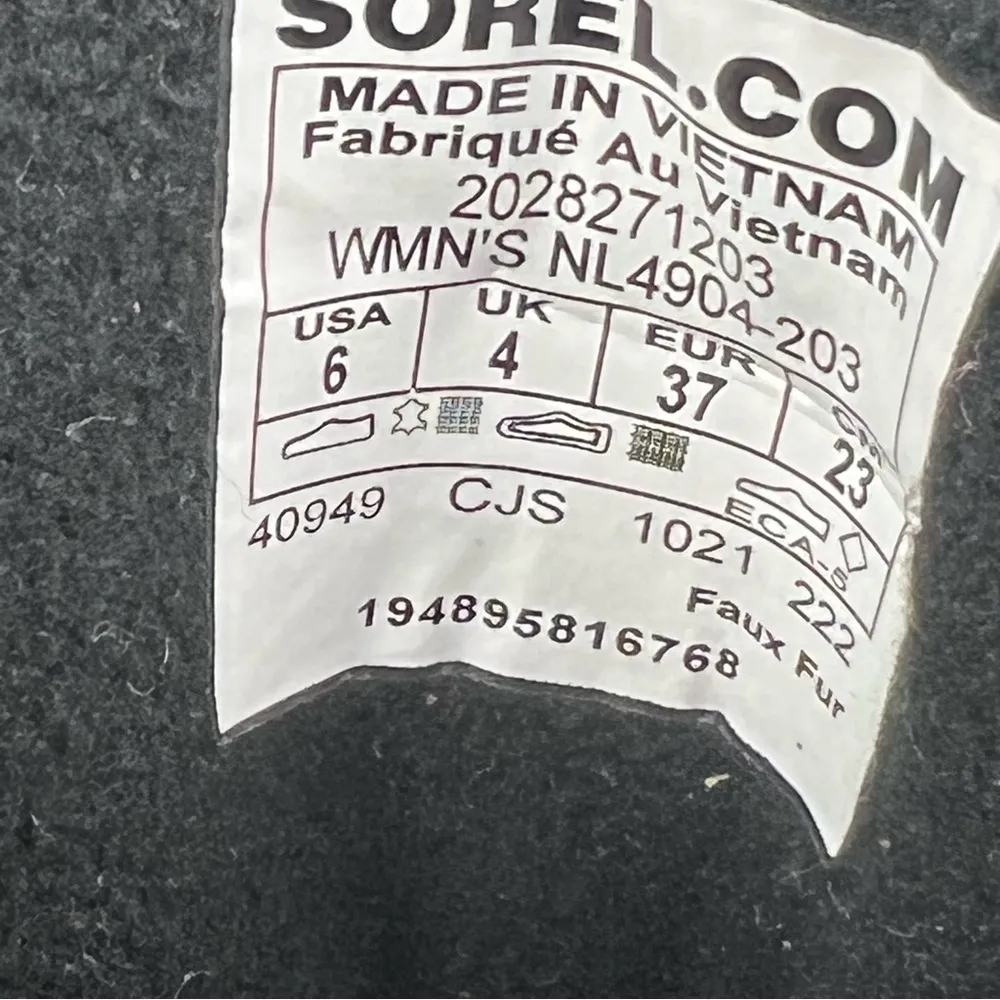 SOREL.COM
MADE IN VIETNAM
Fabriqué Au Vietnam
2028271203
WMN'S NL4904-203
USA UK EUR CM
6 4 37 23
ECA-5
40949 CJS 1021 222
Faux Fur
194895816768